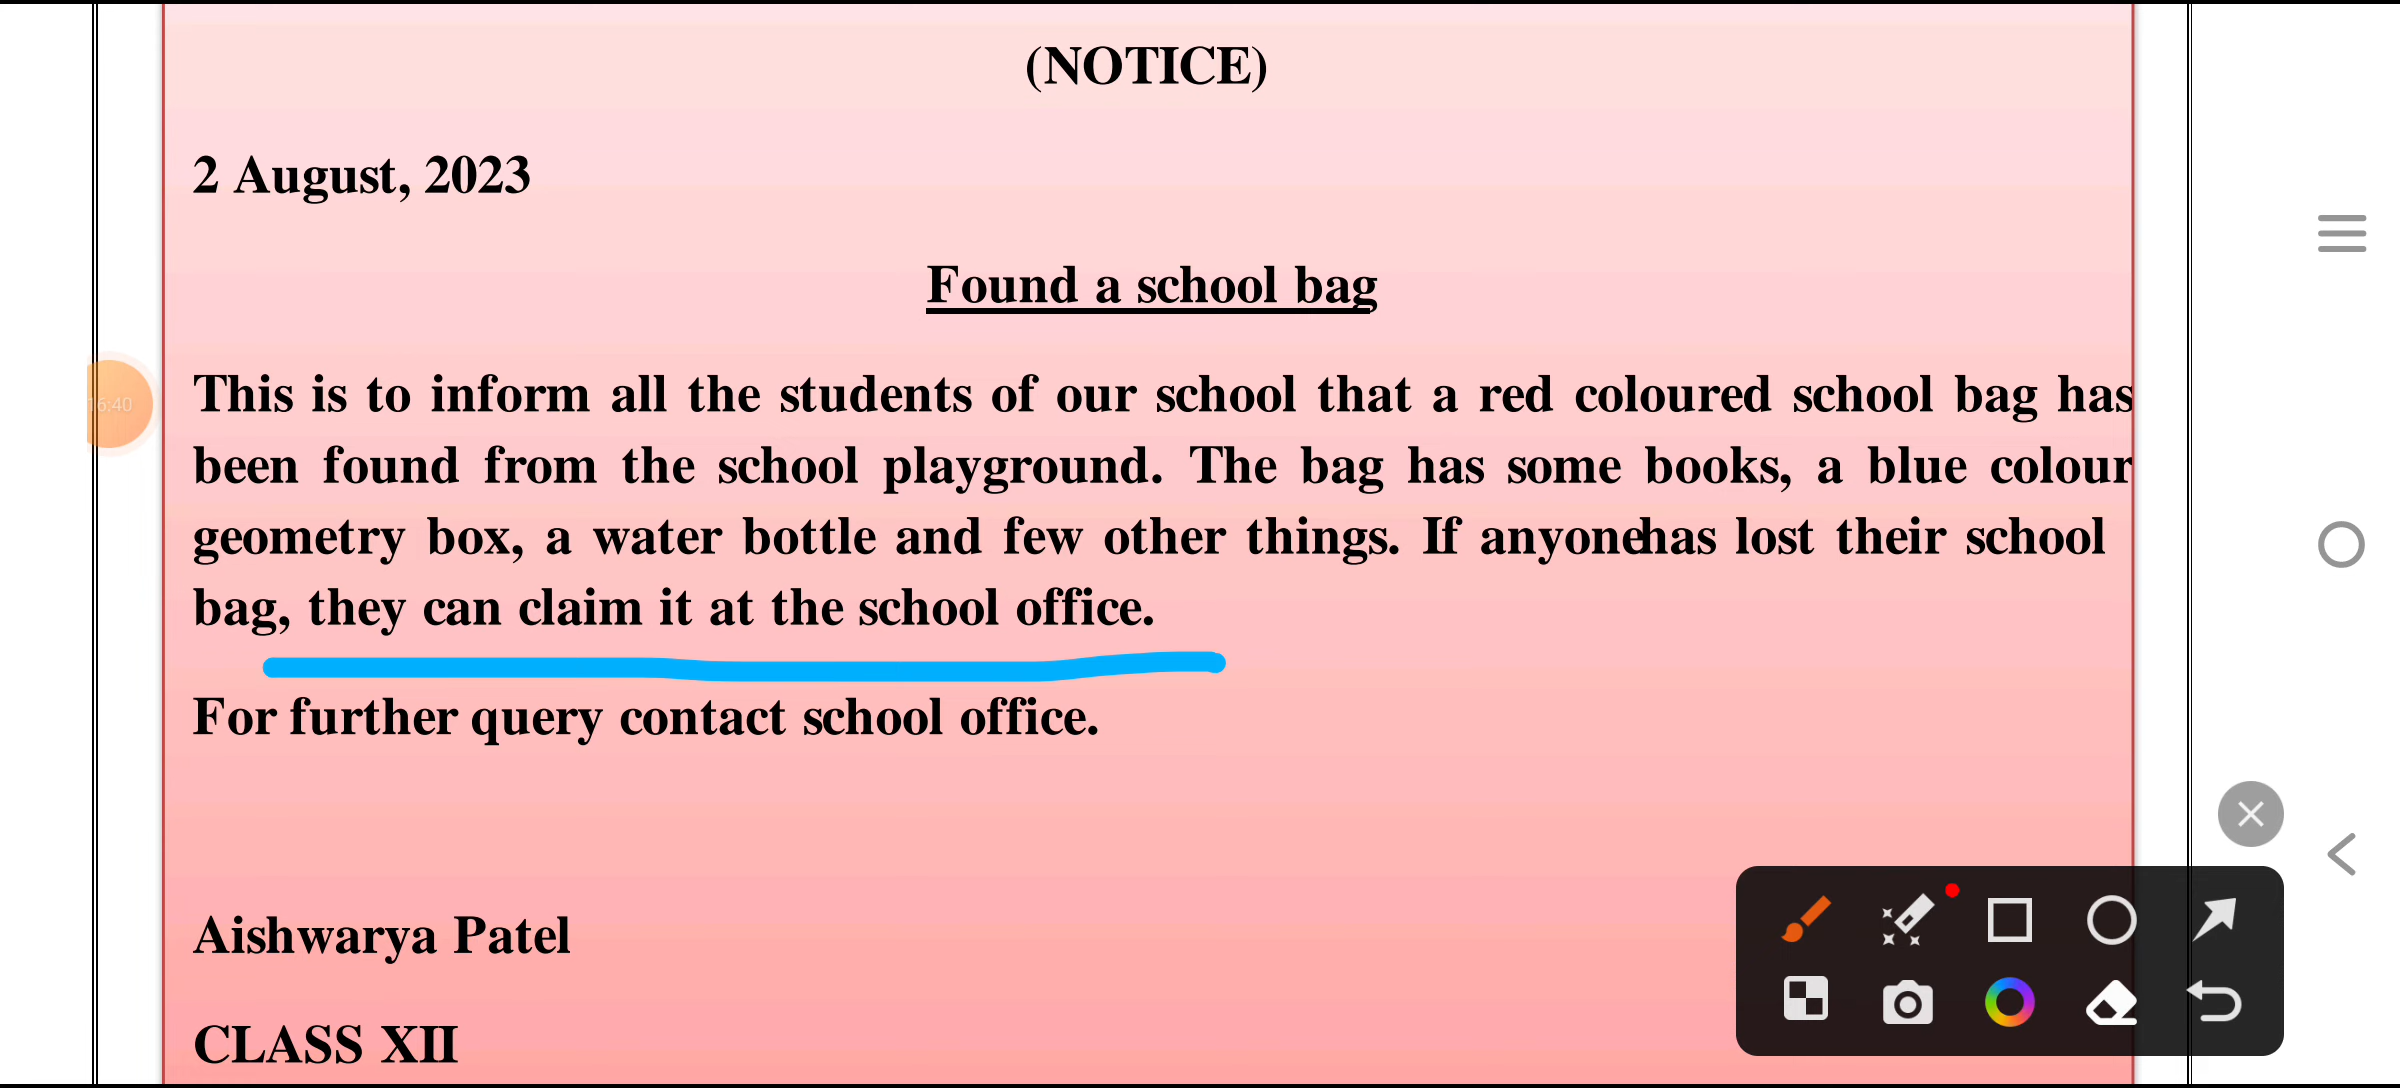 (NOTICE)
2 August, 2023
Found a school bag
This is to inform all the students of our school that a red coloured school bag has
been found from the school playground. The bag has some books, a blue colour
geometry box, a water bottle and few other things. If anyonehas lost their school
bag, they can claim it at the school office.
16:40
For further query contact school office.
Aishwarya Patel
CLASS XII